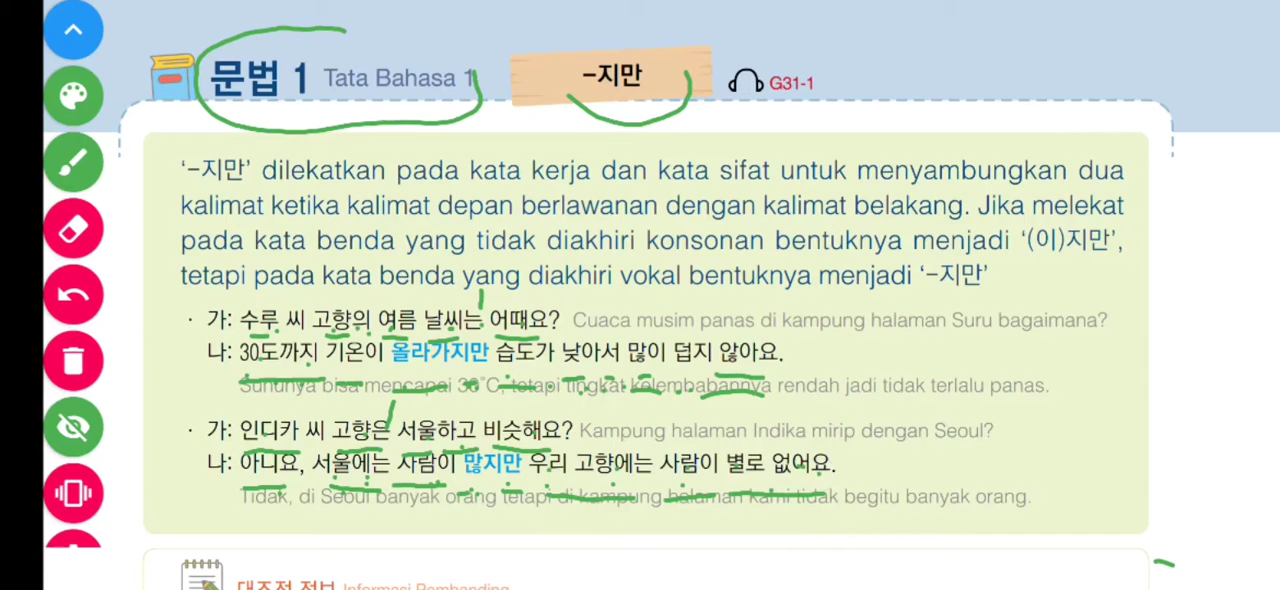 문법 1 Tata Bahasa 1 -지만 G31-1
‘-지만’ dilekatkan pada kata kerja dan kata sifat untuk menyambungkan dua
kalimat ketika kalimat depan berlawanan dengan kalimat belakang. Jika melekat
pada kata benda yang tidak diakhiri konsonan bentuknya menjadi ‘(이)지만’,
tetapi pada kata benda yang diakhiri vokal bentuknya menjadi ‘-지만’
· 가: 수루 씨 고향의 여름 날씨는 어때요? Cuaca musim panas di kampung halaman Suru bagaimana?
나: 30도까지 기온이 올라가지만 습도가 낮아서 많이 덥지 않아요.
Suhunya bisa mencapai 30˚C, tetapi tingkat kelembabannya rendah jadi tidak terlalu panas.
· 가: 인디카 씨 고향은 서울하고 비슷해요? Kampung halaman Indika mirip dengan Seoul?
나: 아니요, 서울에는 사람이 많지만 우리 고향에는 사람이 별로 없어요.
Tidak, di Seoul banyak orang tetapi di kampung halaman kami tidak begitu banyak orang.
대조적 정보 Informasi Pembanding